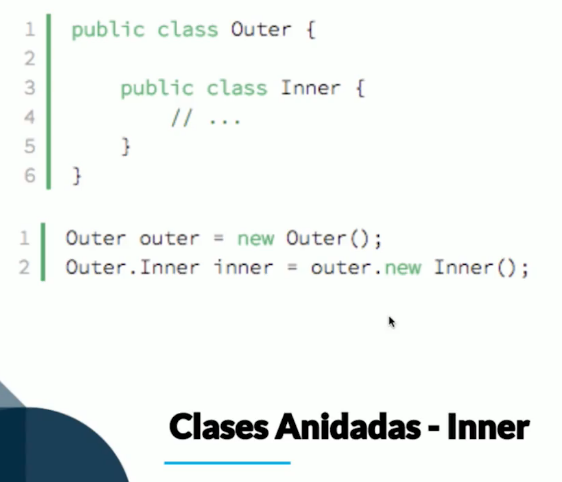 1 public class Outer {
2
3 public class Inner {
4 // ...
5 }
6 }
1 Outer outer = new Outer();
2 Outer.Inner inner = outer.new Inner();
Clases Anidadas - Inner